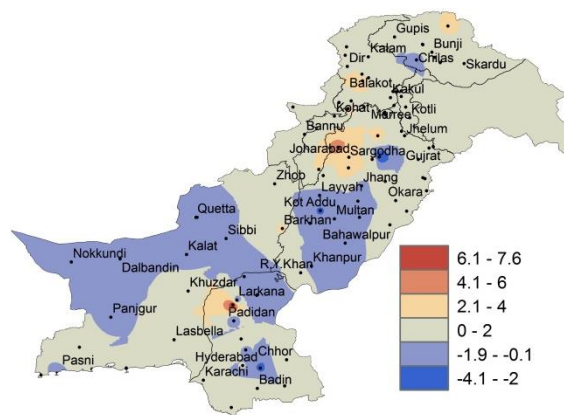 Gupis
Bunji
Kalam
Dir
Chilas
Skardu
Balakot
Kakul
Kohat
Kotli
Murree
Bannu
Jhelum
Joharabad
Sargodha
Gujrat
Zhob
Jhang
Layyah
Okara
Kot Addu
Quetta
Multan
Barkhan
Sibbi
Bahawalpur
Nokkundi
Kalat
Dalbandin
R.Y.Khan
Khanpur
Khuzdar
Larkana
Panjgur
Padidan
Lasbella
Chhor
Hyderabad
Pasni
Karachi
Badin
6.1 - 7.6
4.1 - 6
2.1 - 4
0 - 2
-1.9 - -0.1
-4.1 - -2